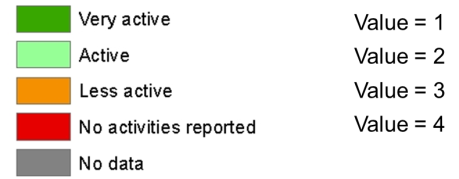 Very active Value = 1
Active Value = 2
Less active Value = 3
No activities reported Value = 4
No data